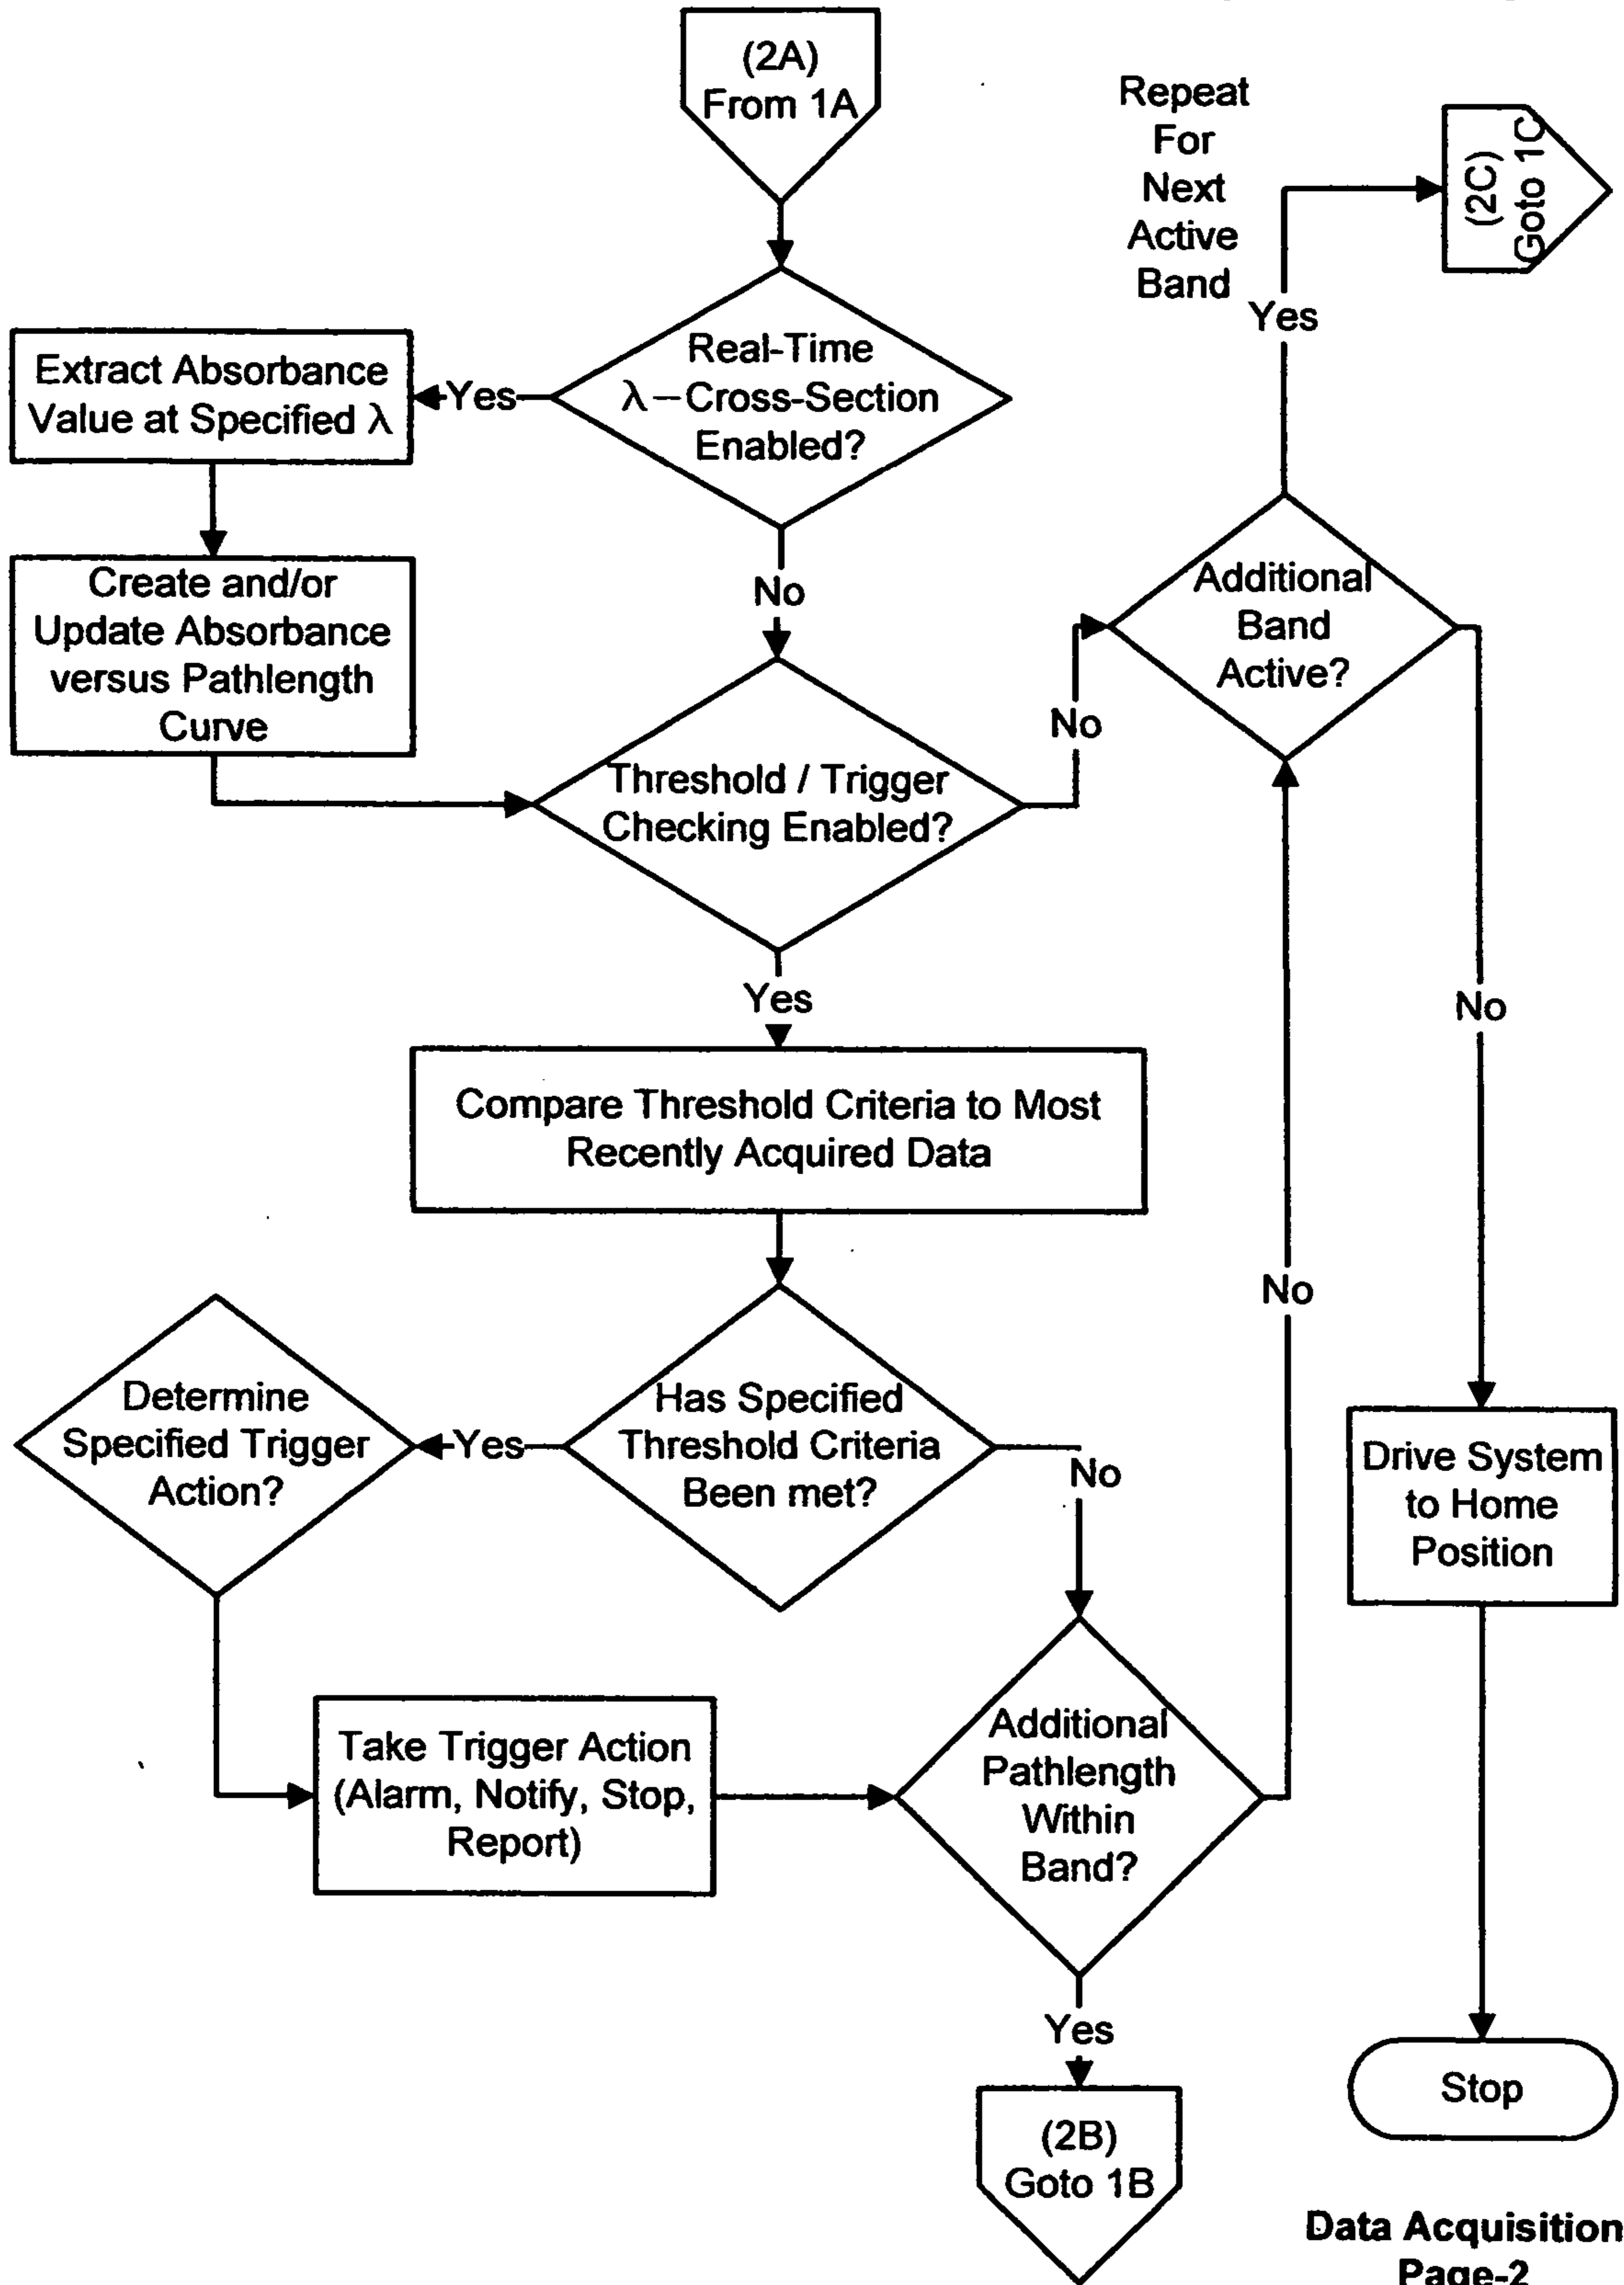 (2A)
From 1A
Repeat
For
Next
Active
Band
(2C)
Goto 1C
Yes
Real-Time
λ—Cross-Section
Enabled?
Yes
Extract Absorbance
Value at Specified λ
No
Create and/or
Update Absorbance
versus Pathlength
Curve
Additional
Band
Active?
No
Threshold / Trigger
Checking Enabled?
Yes
No
Compare Threshold Criteria to Most
Recently Acquired Data
No
Has Specified
Threshold Criteria
Been met?
Yes
Determine
Specified Trigger
Action?
No
Drive System
to Home
Position
Take Trigger Action
(Alarm, Notify, Stop,
Report)
Additional
Pathlength
Within
Band?
Yes
Stop
(2B)
Goto 1B
Data Acquisition
Page-2